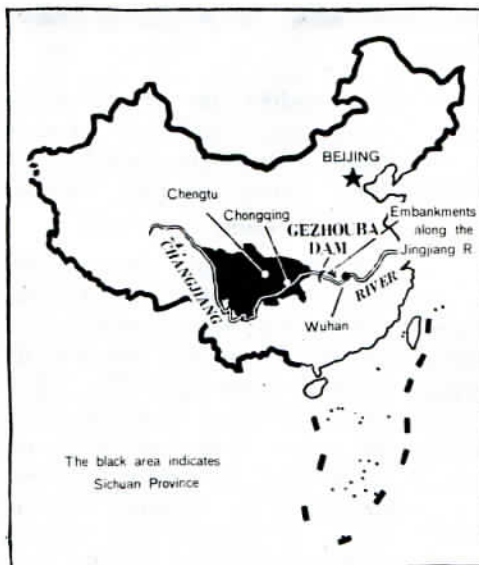 BEIJING
Chengtu
Chongqing
GEZHOUBA
DAM
Embankments
along the
Jingjiang R.
CHANGJIANG
RIVER
Wuhan
The black area indicates
Sichuan Province